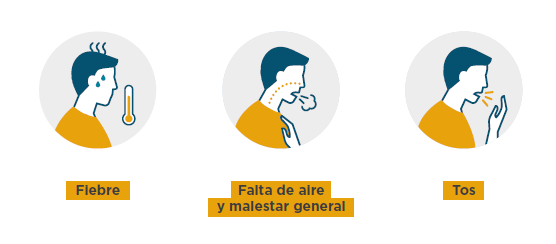 Fiebre
Falta de aire
y malestar general
Tos